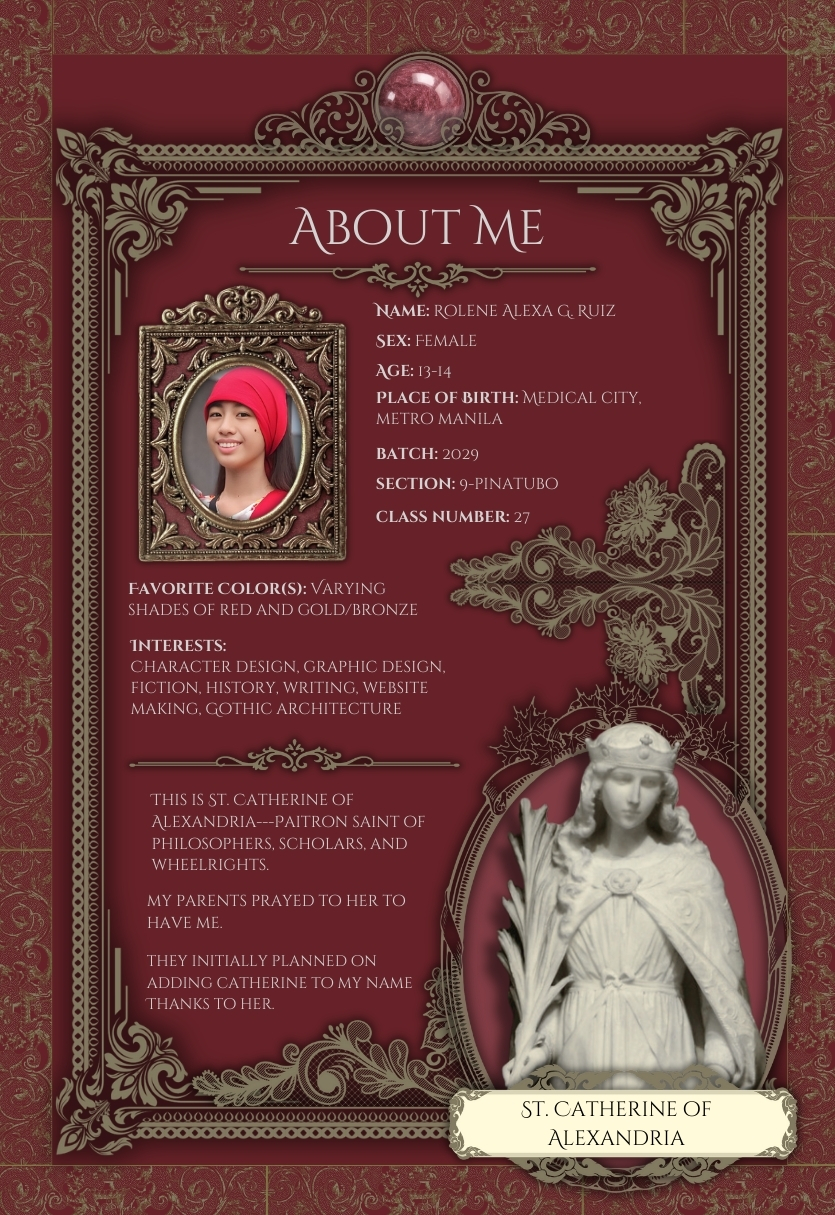 About Me
Name: Rolene Alexa G. Ruiz
Sex: Female
Age: 13-14
Place of Birth: Medical City,
Metro Manila
Batch: 2029
Section: 9-Pinatubo
Class Number: 27
Favorite Color(s): Varying
shades of red and gold/bronze
Interests:
Character design, graphic design,
fiction, history, writing, website
making, Gothic architecture
This is St. Catherine of
Alexandria---Paitron saint of
philosophers, scholars, and
wheelrights.
My parents prayed to her to
have me.
They initially planned on
adding Catherine to my name
thanks to her.
St. Catherine of
Alexandria